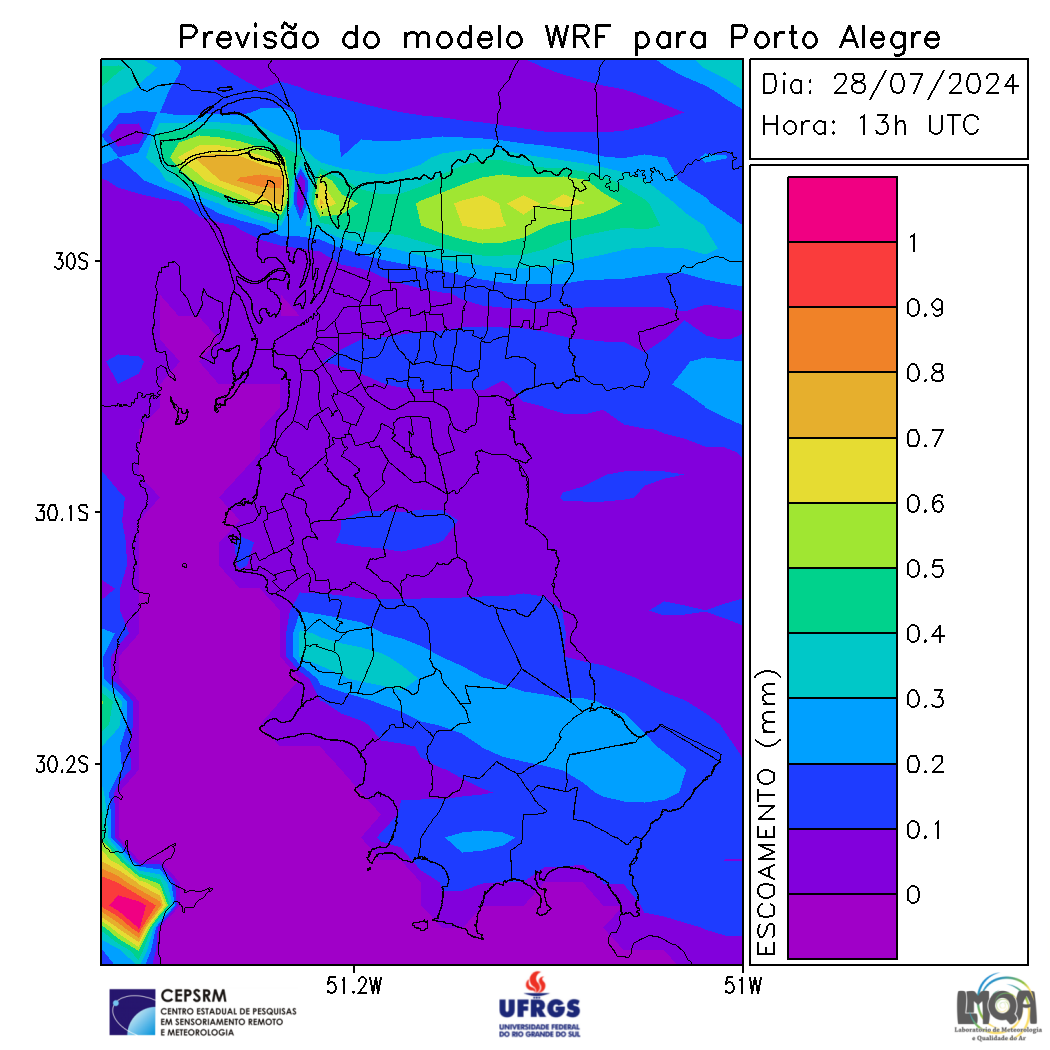 Previsão do modelo WRF para Porto Alegre
Dia: 28/07/2024
Hora: 13h UTC
1
0.9
0.8
0.7
0.6
0.5
0.4
0.3
0.2
0.1
0
ESCOAMENTO (mm)
30S
30.1S
30.2S
51.2W
51W
CEPSRM
CENTRO ESTADUAL DE PESQUISAS
EM SENSORIAMENTO REMOTO
E METEOROLOGIA
UFRGS
UNIVERSIDADE FEDERAL
DO RIO GRANDE DO SUL
LMQA
Laboratório de Meteorologia
e Qualidade do Ar